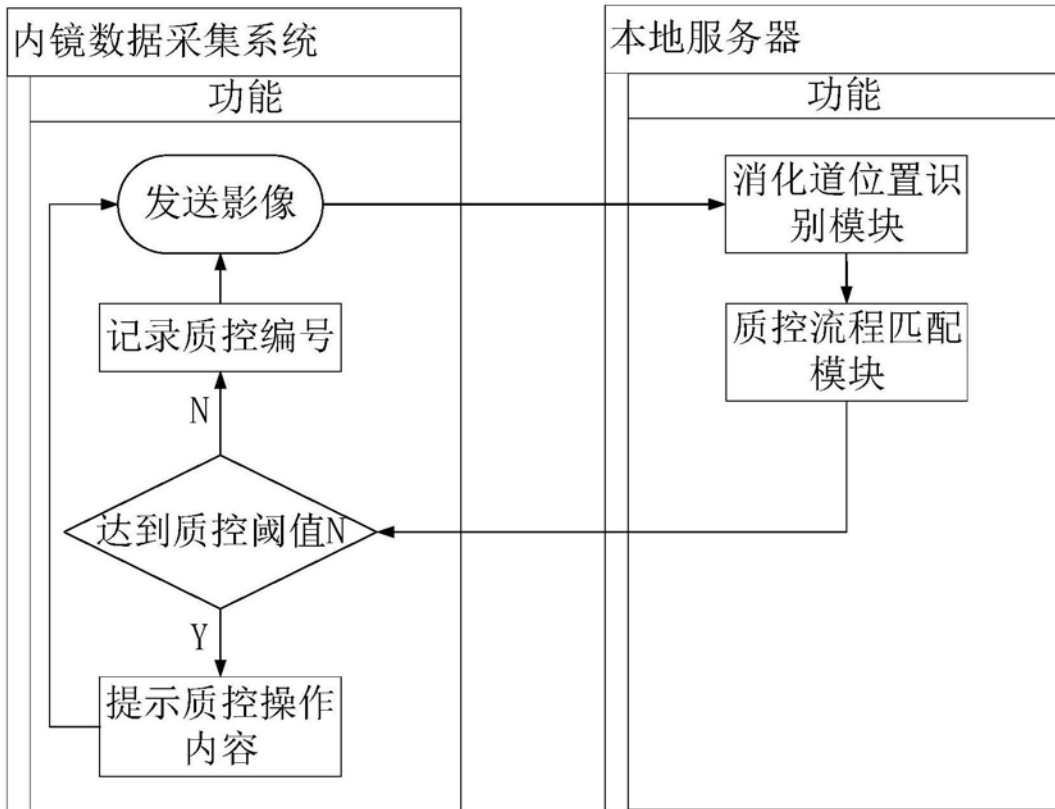 内镜数据采集系统
功能
发送影像
记录质控编号
N
达到质控阈值N
Y
提示质控操作
内容
本地服务器
功能
消化道位置识
别模块
质控流程匹配
模块